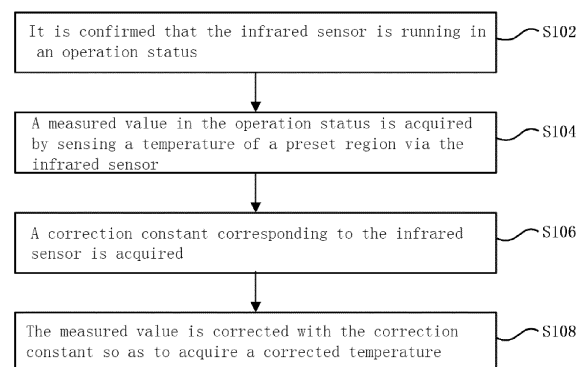 It is confirmed that the infrared sensor is running in
an operation status
S102
A measured value in the operation status is acquired
by sensing a temperature of a preset region via the
infrared sensor
S104
A correction constant corresponding to the infrared
sensor is acquired
S106
The measured value is corrected with the correction
constant so as to acquire a corrected temperature
S108